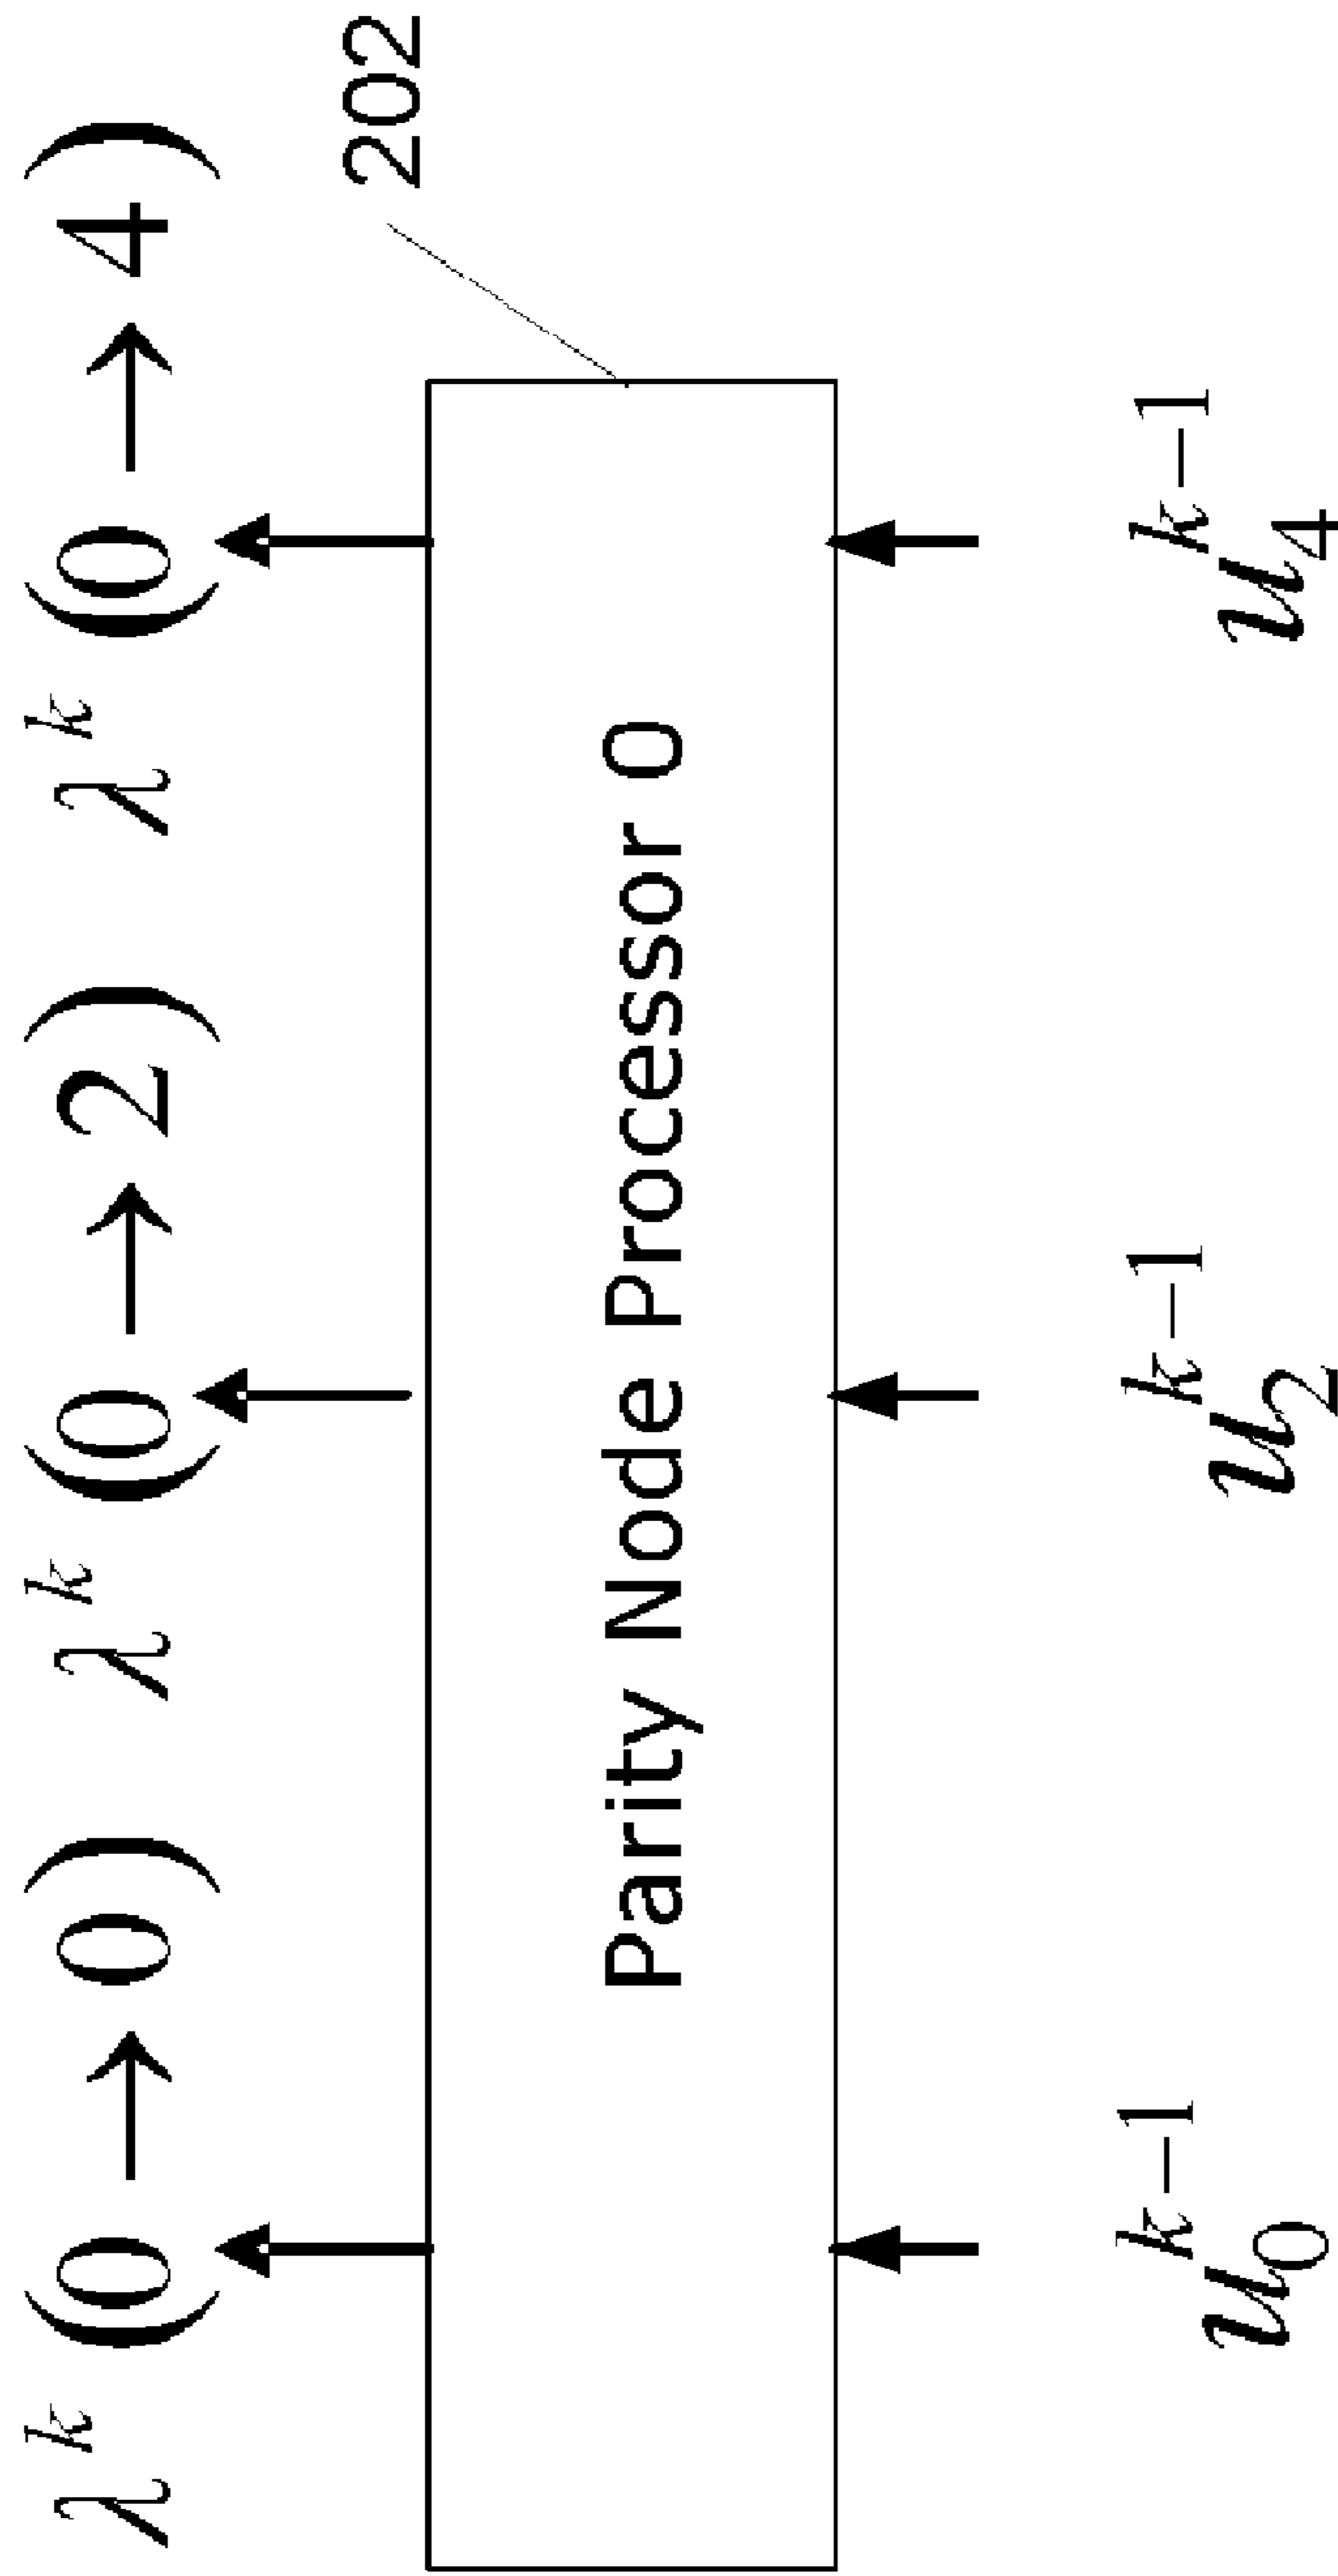 λ^k (0→0) λ^k (0→2) λ^k (0→4)
202
Parity Node Processor 0
u_0^{k-1} u_2^{k-1} u_4^{k-1}